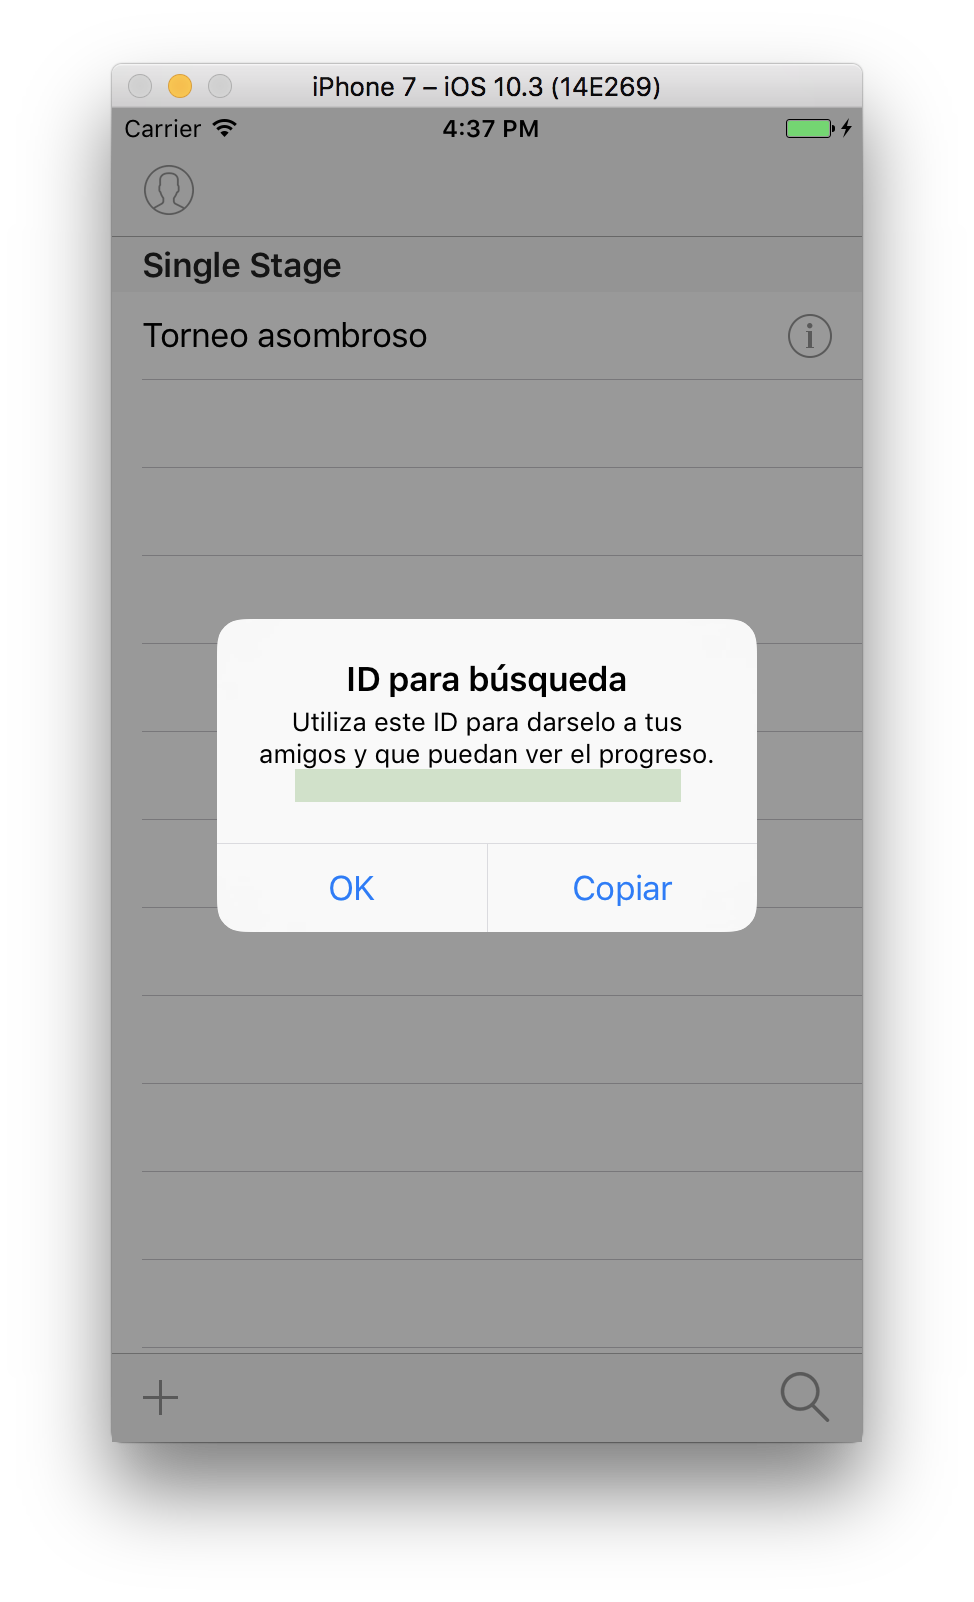 iPhone 7 – iOS 10.3 (14E269)
Carrier 4:37 PM
Single Stage
Torneo asombroso
ID para búsqueda
Utiliza este ID para darselo a tus
amigos y que puedan ver el progreso.
OK Copiar